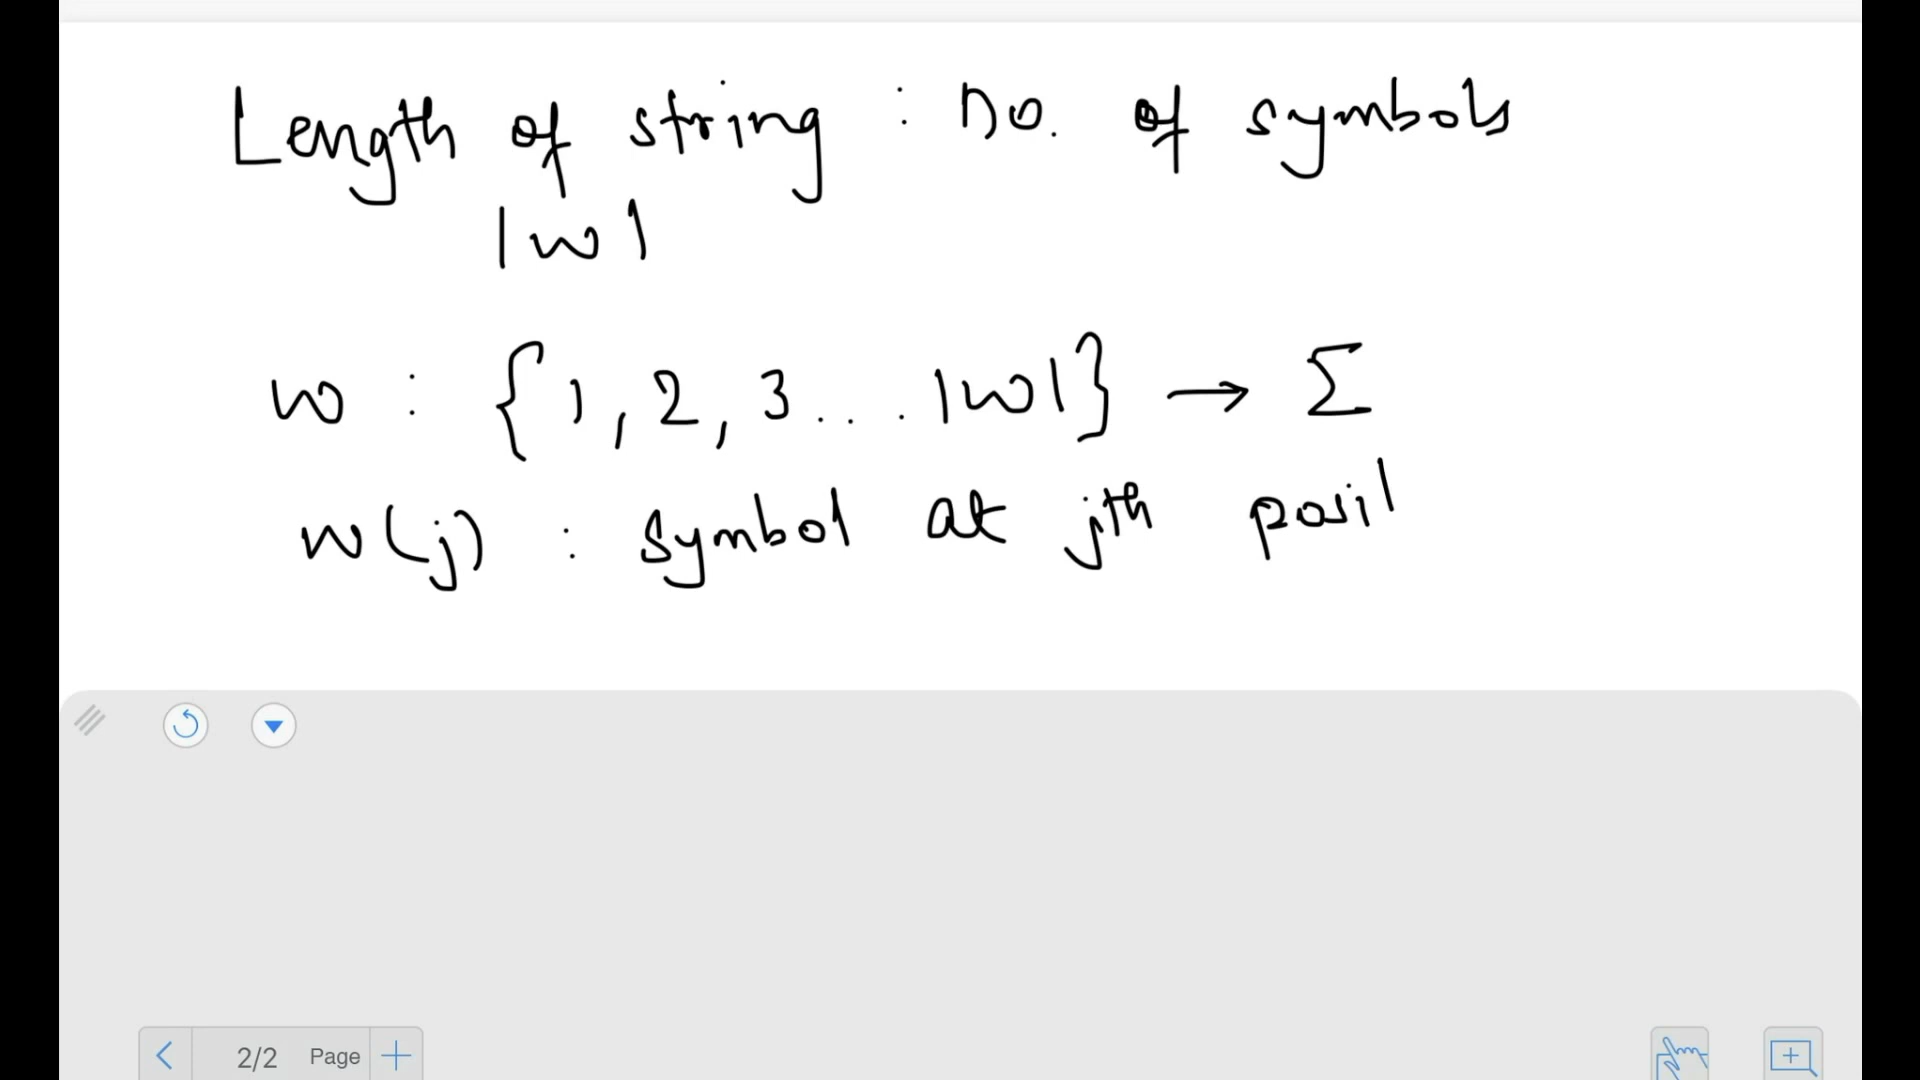 Length of string : no. of symbols
|w|
w : {1, 2, 3 . . . . |w|} → Σ
w(j) : symbol at jth posi
2/2 Page